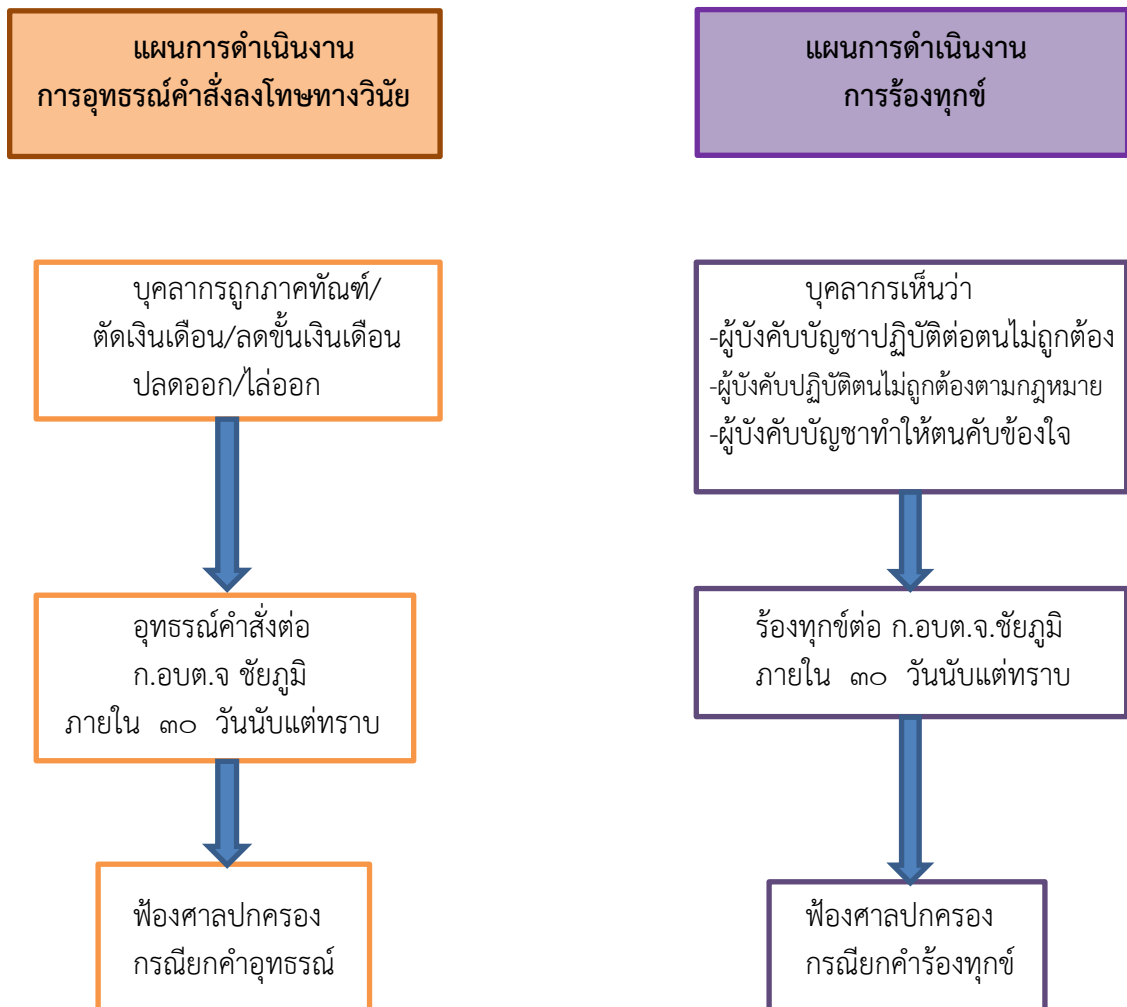 แผนการดำเนินงาน
การอุทธรณ์คำสั่งลงโทษทางวินัย
บุคลากรถูกภาคทัณฑ์/
ตัดเงินเดือน/ลดขั้นเงินเดือน
ปลดออก/ไล่ออก
อุทธรณ์คำสั่งต่อ
ก.อบต.จ ชัยภูมิ
ภายใน ๓๐ วันนับแต่ทราบ
ฟ้องศาลปกครอง
กรณียกคำอุทธรณ์
แผนการดำเนินงาน
การร้องทุกข์
บุคลากรเห็นว่า
-ผู้บังคับบัญชาปฏิบัติต่อตนไม่ถูกต้อง
-ผู้บังคับปฏิบัติตนไม่ถูกต้องตามกฎหมาย
-ผู้บังคับบัญชาทำให้ตนคับข้องใจ
ร้องทุกข์ต่อ ก.อบต.จ.ชัยภูมิ
ภายใน ๓๐ วันนับแต่ทราบ
ฟ้องศาลปกครอง
กรณียกคำร้องทุกข์